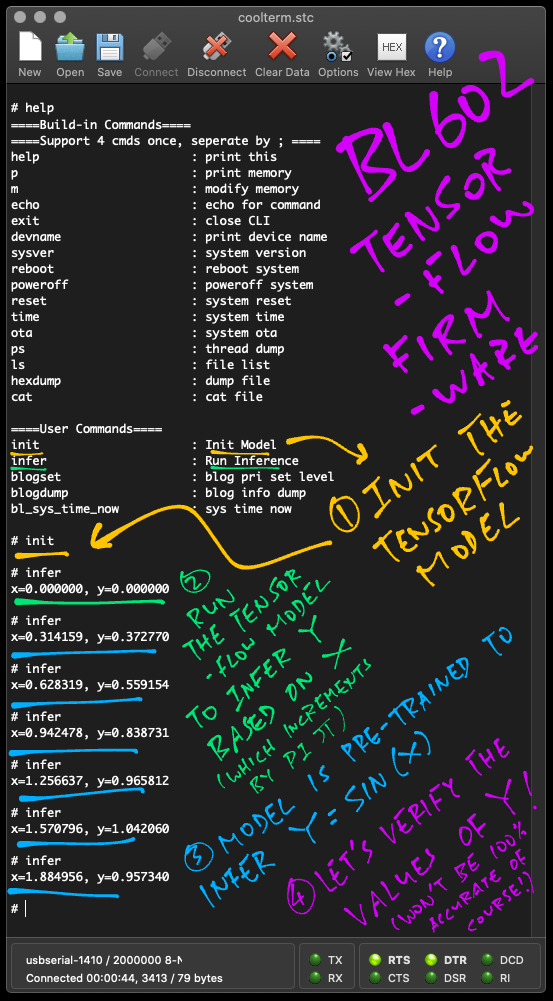 coolterm.stc
New Open Save Connect Disconnect Clear Data Options View Hex Help
HEX
?
# help
====Build-in Commands====
====Support 4 cmds once, seperate by ; ====
help : print this
p : print memory
m : modify memory
echo : echo for command
exit : close CLI
devname : print device name
sysver : system version
reboot : reboot system
poweroff : poweroff system
reset : system reset
time : system time
ota : system ota
ps : thread dump
ls : file list
hexdump : dump file
cat : cat file
====User Commands====
init : Init Model
infer : Run Inference
blogset : blog pri set level
blogdump : blog info dump
bl_sys_time_now : sys time now
# init
# infer
x=0.000000, y=0.000000
# infer
x=0.314159, y=0.372770
# infer
x=0.628319, y=0.559154
# infer
x=0.942478, y=0.838731
# infer
x=1.256637, y=0.965812
# infer
x=1.570796, y=1.042060
# infer
x=1.884956, y=0.957340
#
BL602
TENSOR
-FLOW
FIRM
-WARE
1 INIT THE
TENSORFLOW
MODEL
2
RUN
THE TENSOR
-FLOW MODEL
TO INFER Y
BASED ON X
(WHICH INCREMENTS
BY PI π)
3 MODEL IS PRE-TRAINED TO
INFER Y = SIN(X)
4 LET'S VERIFY THE
VALUES OF Y!
(WON'T BE 100%
ACCURATE OF
COURSE!)
usbserial-1410 / 2000000 8-N
Connected 00:00:44, 3413 / 79 bytes
TX RTS DTR DCD
RX CTS DSR RI